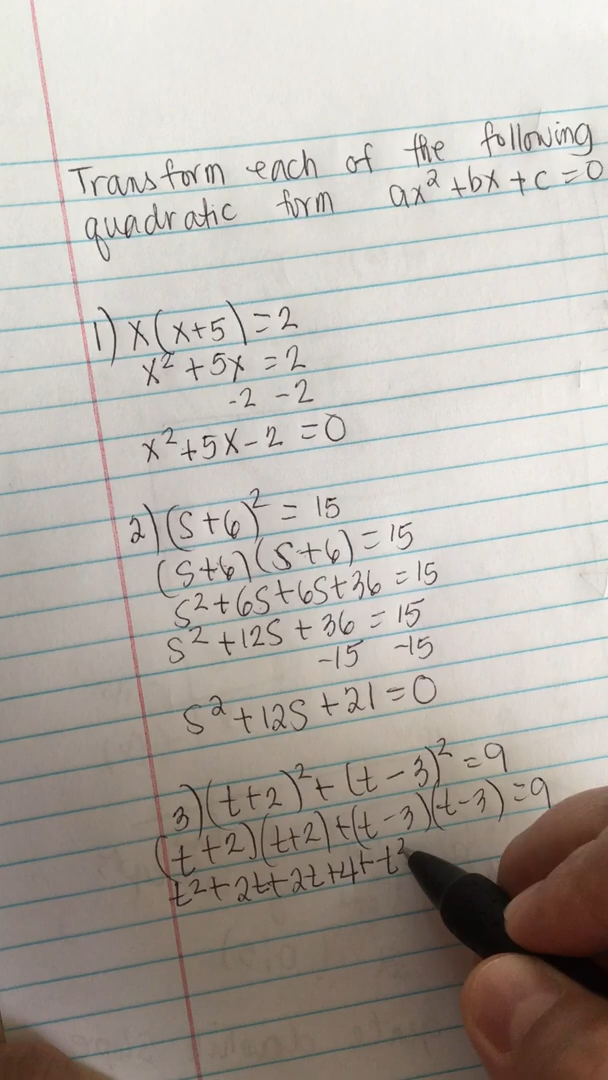 Transform each of the following
quadratic form ax² + bx + c = 0
1) x(x+5) = 2
x² + 5x = 2
-2 -2
x² + 5x - 2 = 0
2) (s+6)² = 15
(s+6)(s+6) = 15
s² + 6s + 6s + 36 = 15
s² + 12s + 36 = 15
-15 -15
s² + 12s + 21 = 0
3) (t+2)² + (t-3)² = 9
(t+2)(t+2) + (t-3)(t-3) = 9
t² + 2t + 2t + 4 + t²